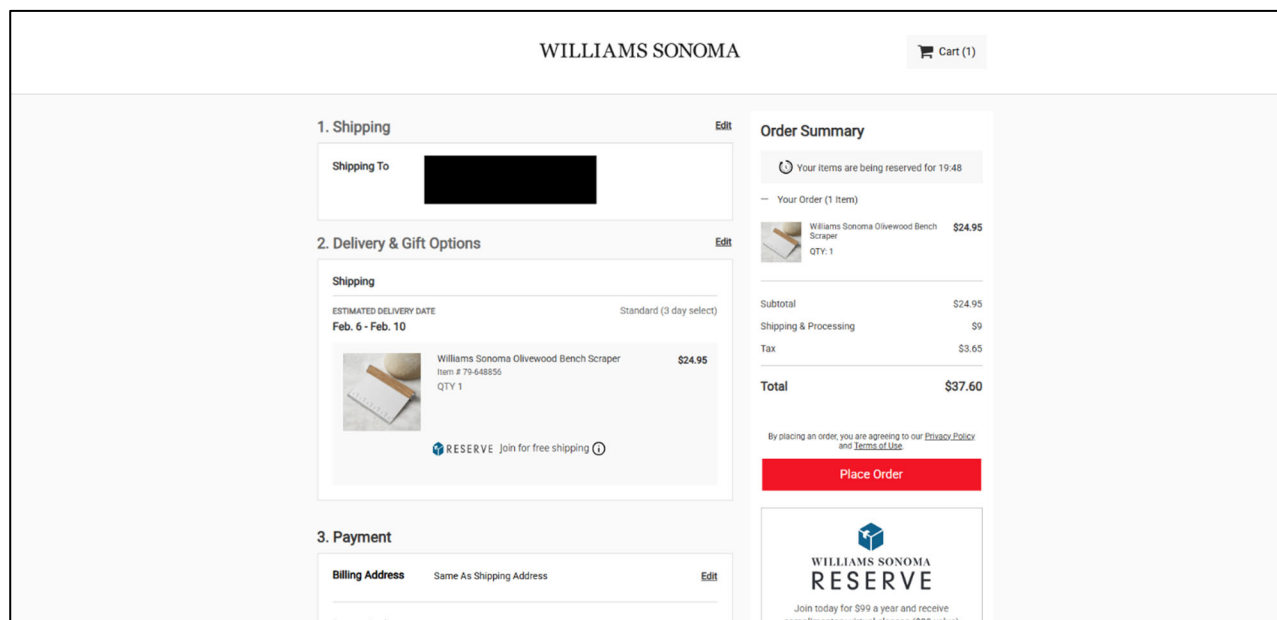 WILLIAMS SONOMA
Cart (1)
1. Shipping
Edit
Shipping To
2. Delivery & Gift Options
Edit
Shipping
ESTIMATED DELIVERY DATE
Standard (3 day select)
Feb. 6 - Feb. 10
Williams Sonoma Olivewood Bench Scraper
$24.95
Item # 79-648856
QTY 1
RESERVE Join for free shipping
3. Payment
Billing Address
Same As Shipping Address
Edit
Order Summary
Your items are being reserved for 19:48
Your Order (1 Item)
Williams Sonoma Olivewood Bench
$24.95
Scraper
QTY: 1
Subtotal
$24.95
Shipping & Processing
$9
Tax
$3.65
Total
$37.60
By placing an order, you are agreeing to our Privacy Policy
and Terms of Use.
Place Order
WILLIAMS SONOMA
RESERVE
Join today for $99 a year and receive